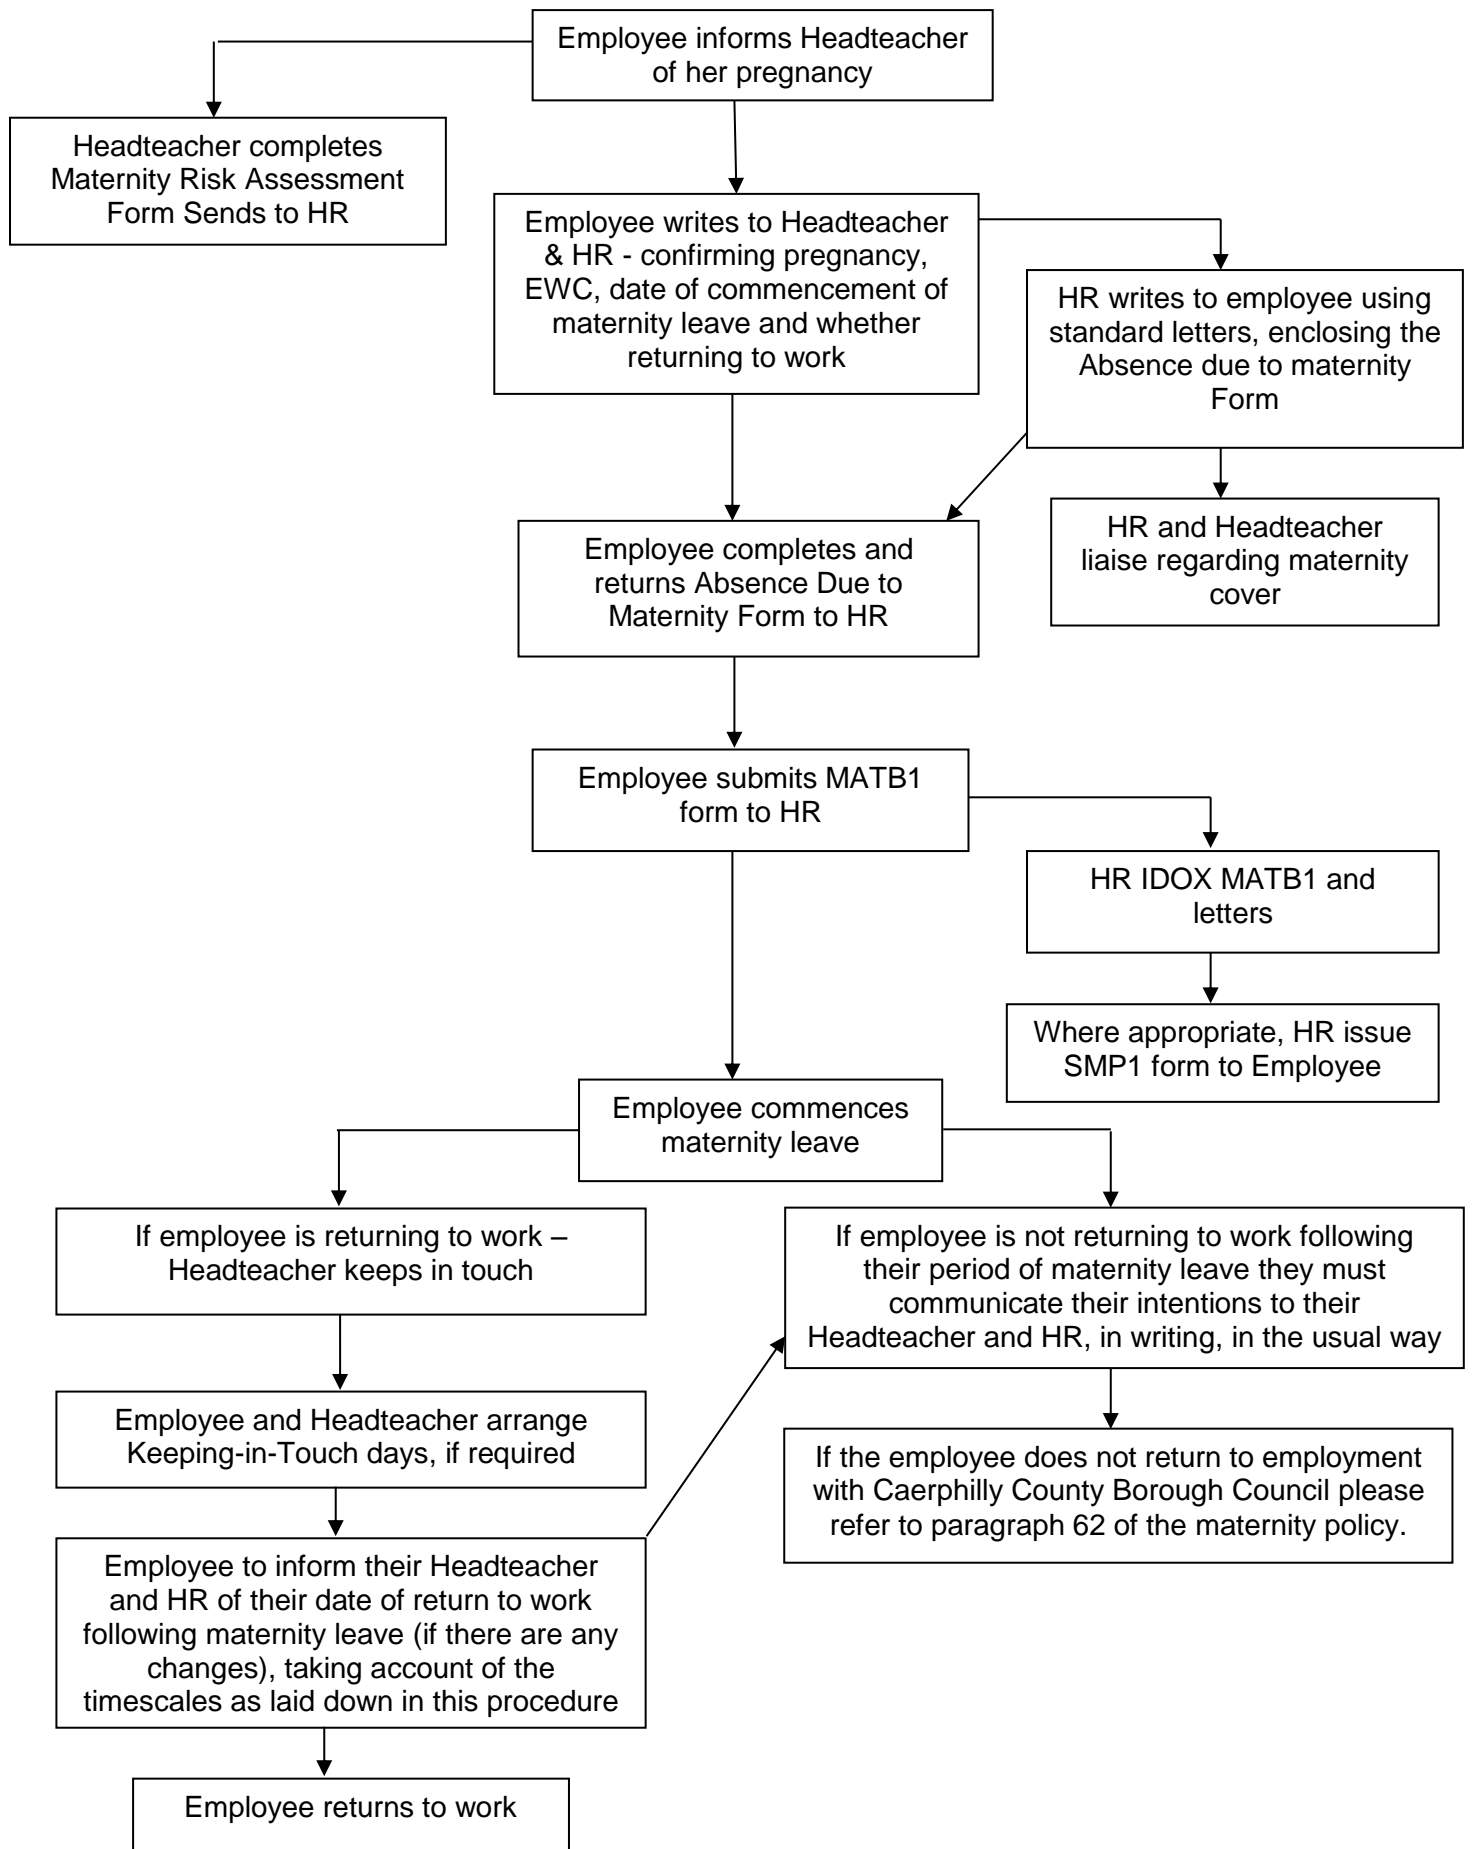 Employee informs Headteacher
of her pregnancy
Headteacher completes
Maternity Risk Assessment
Form Sends to HR
Employee writes to Headteacher
& HR - confirming pregnancy,
EWC, date of commencement of
maternity leave and whether
returning to work
HR writes to employee using
standard letters, enclosing the
Absence due to maternity
Form
HR and Headteacher
liaise regarding maternity
cover
Employee completes and
returns Absence Due to
Maternity Form to HR
Employee submits MATB1
form to HR
HR IDOX MATB1 and
letters
Where appropriate, HR issue
SMP1 form to Employee
Employee commences
maternity leave
If employee is returning to work –
Headteacher keeps in touch
If employee is not returning to work following
their period of maternity leave they must
communicate their intentions to their
Headteacher and HR, in writing, in the usual way
Employee and Headteacher arrange
Keeping-in-Touch days, if required
If the employee does not return to employment
with Caerphilly County Borough Council please
refer to paragraph 62 of the maternity policy.
Employee to inform their Headteacher
and HR of their date of return to work
following maternity leave (if there are any
changes), taking account of the
timescales as laid down in this procedure
Employee returns to work